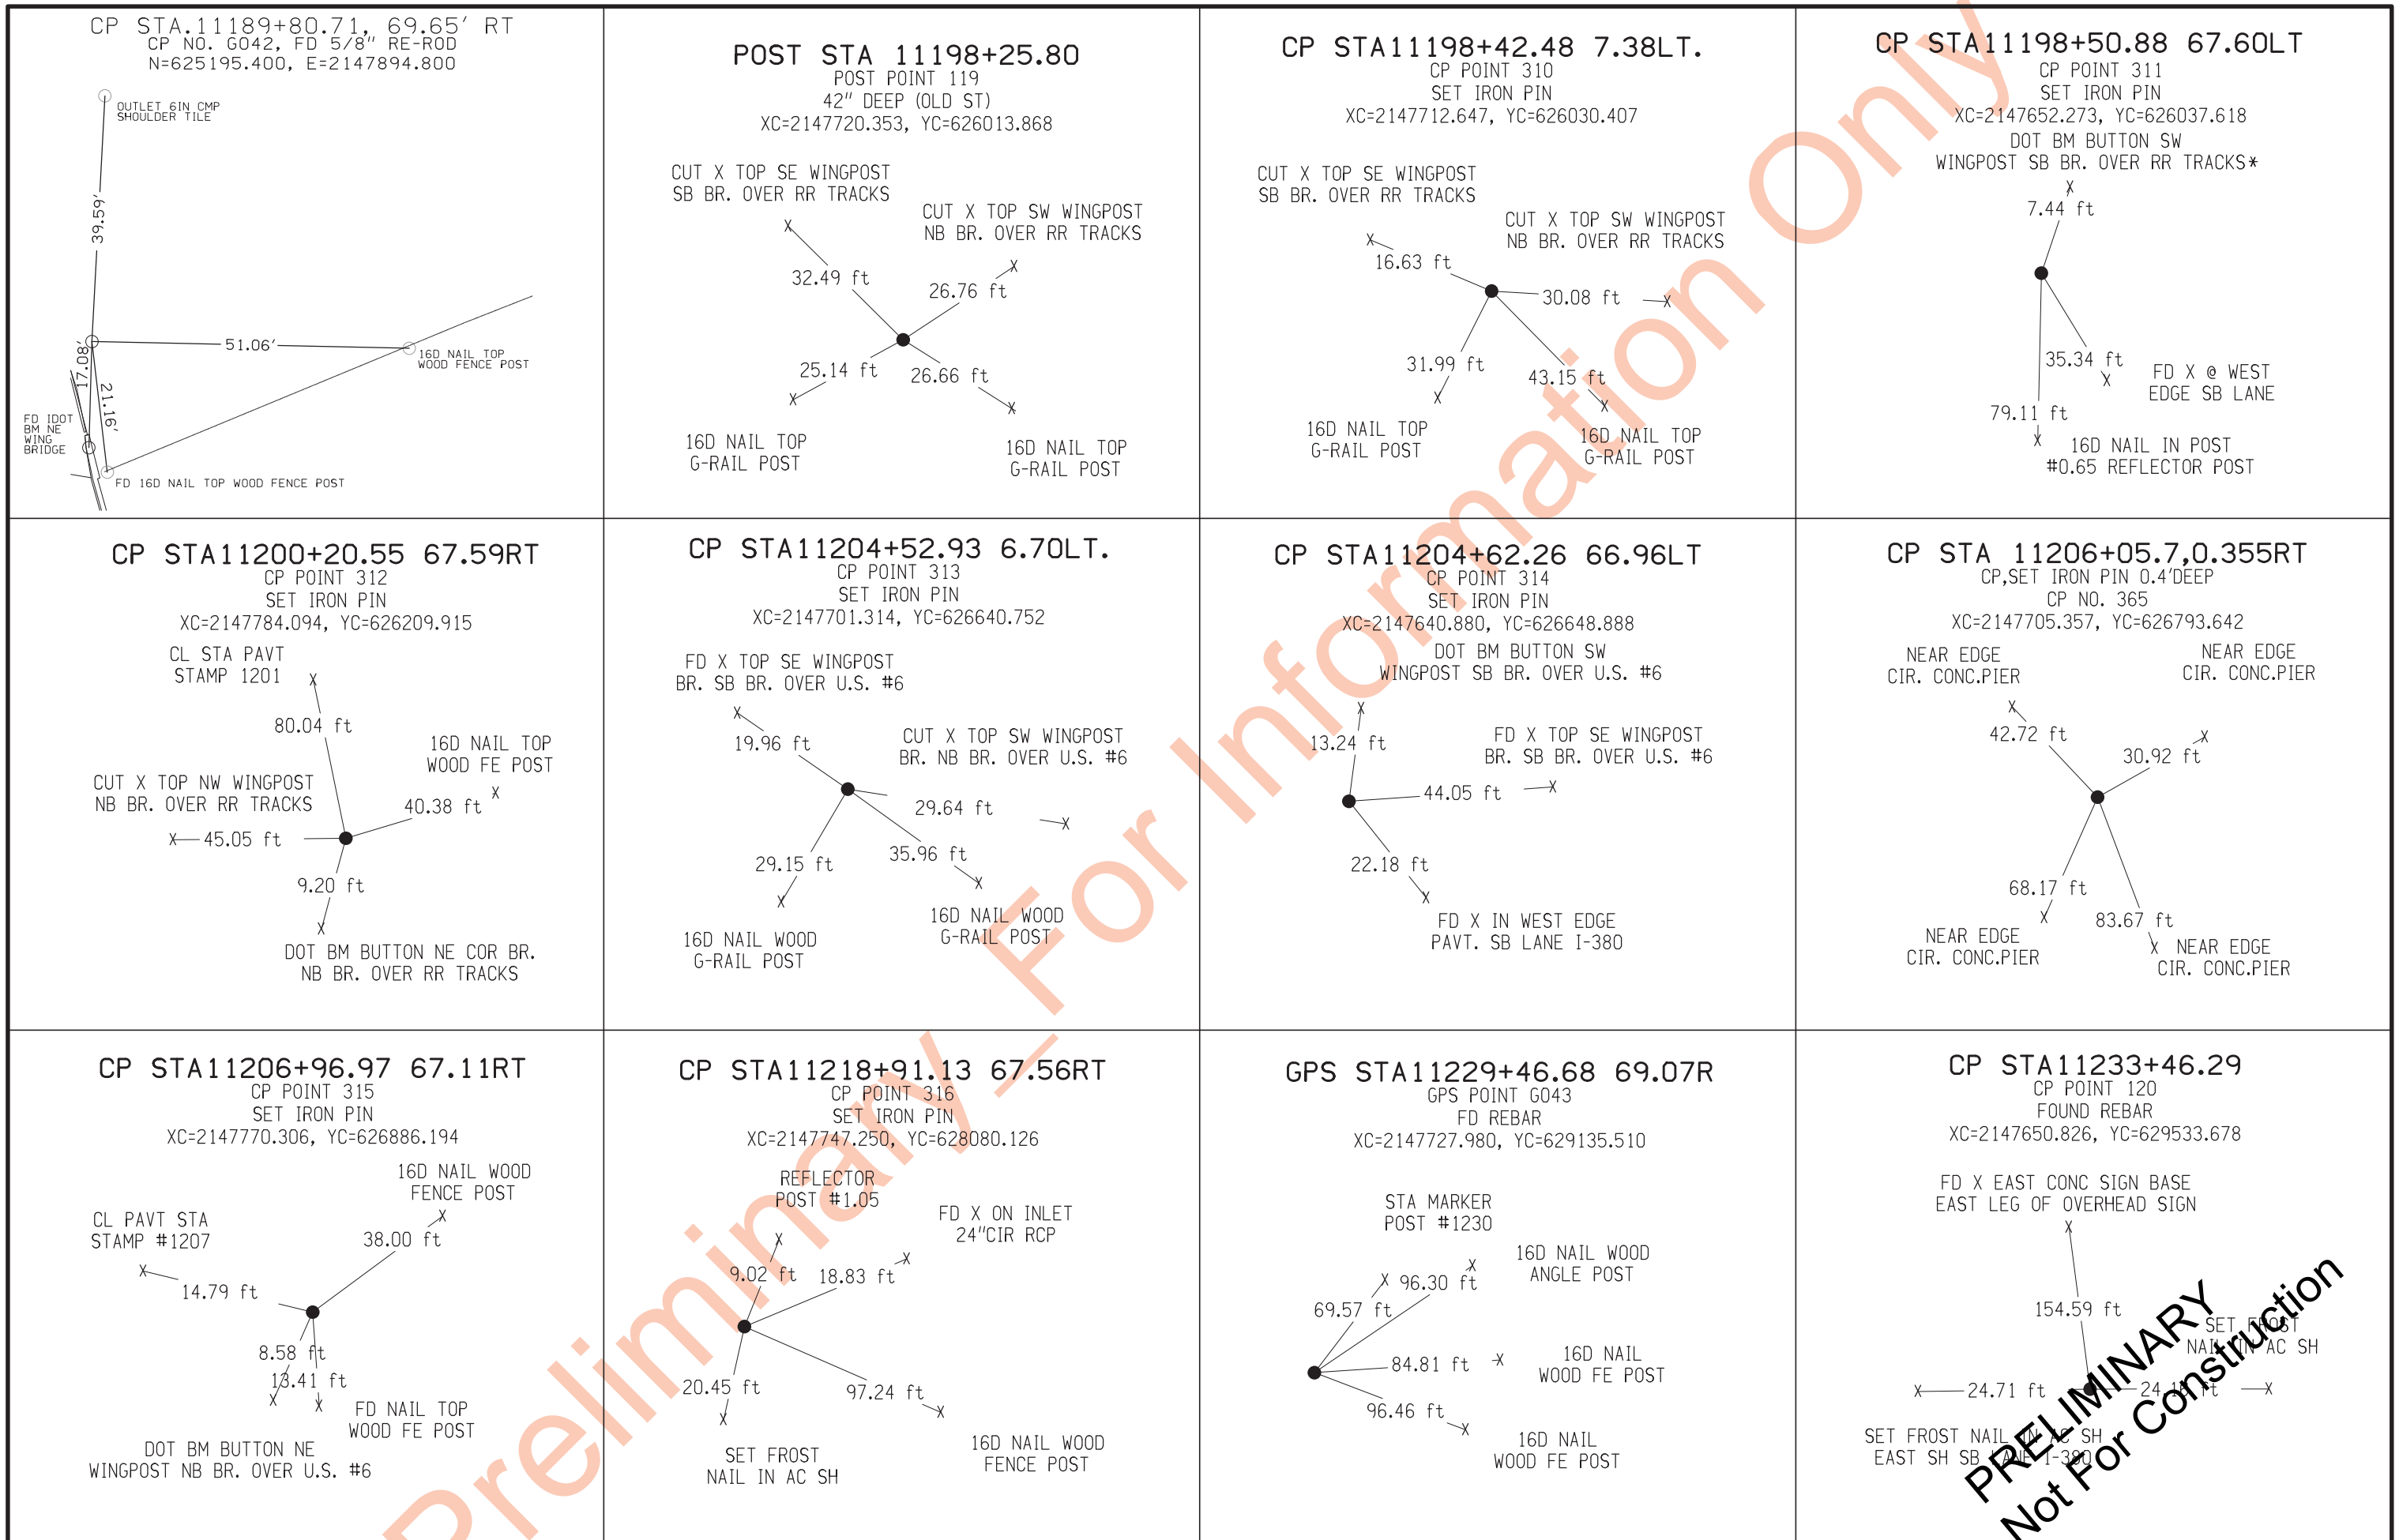 CP STA.11189+80.71, 69.65' RT
CP NO. G042, FD 5/8" RE-ROD
N=625195.400, E=2147894.800
OUTLET 6IN CMP
SHOULDER TILE
39.59'
51.06'
17.08'
21.16'
16D NAIL TOP
WOOD FENCE POST
FD IDOT
BM NE
WING
BRIDGE
FD 16D NAIL TOP WOOD FENCE POST
POST STA 11198+25.80
POST POINT 119
42" DEEP (OLD ST)
XC=2147720.353, YC=626013.868
CUT X TOP SE WINGPOST
SB BR. OVER RR TRACKS
CUT X TOP SW WINGPOST
NB BR. OVER RR TRACKS
X
X
32.49 ft
26.76 ft
25.14 ft
26.66 ft
X
X
16D NAIL TOP
G-RAIL POST
16D NAIL TOP
G-RAIL POST
CP STA11198+42.48 7.38LT.
CP POINT 310
SET IRON PIN
XC=2147712.647, YC=626030.407
CUT X TOP SE WINGPOST
SB BR. OVER RR TRACKS
CUT X TOP SW WINGPOST
NB BR. OVER RR TRACKS
X
16.63 ft
30.08 ft
X
31.99 ft
43.15 ft
X
X
16D NAIL TOP
G-RAIL POST
16D NAIL TOP
G-RAIL POST
CP STA11198+50.88 67.60LT
CP POINT 311
SET IRON PIN
XC=2147652.273, YC=626037.618
DOT BM BUTTON SW
WINGPOST SB BR. OVER RR TRACKS*
X
7.44 ft
35.34 ft
X
FD X @ WEST
EDGE SB LANE
79.11 ft
X
16D NAIL IN POST
#0.65 REFLECTOR POST
CP STA11200+20.55 67.59RT
CP POINT 312
SET IRON PIN
XC=2147784.094, YC=626209.915
CL STA PAVT
STAMP 1201
X
80.04 ft
16D NAIL TOP
WOOD FE POST
CUT X TOP NW WINGPOST
NB BR. OVER RR TRACKS
X
40.38 ft
X
45.05 ft
9.20 ft
X
DOT BM BUTTON NE COR BR.
NB BR. OVER RR TRACKS
CP STA11204+52.93 6.70LT.
CP POINT 313
SET IRON PIN
XC=2147701.314, YC=626640.752
FD X TOP SE WINGPOST
BR. SB BR. OVER U.S. #6
X
19.96 ft
CUT X TOP SW WINGPOST
BR. NB BR. OVER U.S. #6
29.64 ft
X
29.15 ft
35.96 ft
X
X
16D NAIL WOOD
G-RAIL POST
16D NAIL WOOD
G-RAIL POST
CP STA11204+62.26 66.96LT
CP POINT 314
SET IRON PIN
XC=2147640.880, YC=626648.888
DOT BM BUTTON SW
WINGPOST SB BR. OVER U.S. #6
X
13.24 ft
FD X TOP SE WINGPOST
BR. SB BR. OVER U.S. #6
44.05 ft
X
22.18 ft
X
FD X IN WEST EDGE
PAVT. SB LANE I-380
CP STA 11206+05.7,0.355RT
CP,SET IRON PIN 0.4'DEEP
CP NO. 365
XC=2147705.357, YC=626793.642
NEAR EDGE
CIR. CONC.PIER
NEAR EDGE
CIR. CONC.PIER
X
42.72 ft
X
30.92 ft
68.17 ft
X
83.67 ft
NEAR EDGE
CIR. CONC.PIER
X NEAR EDGE
CIR. CONC.PIER
CP STA11206+96.97 67.11RT
CP POINT 315
SET IRON PIN
XC=2147770.306, YC=626886.194
16D NAIL WOOD
FENCE POST
X
CL PAVT STA
STAMP #1207
38.00 ft
X
14.79 ft
8.58 ft
13.41 ft
X
X
FD NAIL TOP
WOOD FE POST
DOT BM BUTTON NE
WINGPOST NB BR. OVER U.S. #6
CP STA11218+91.13 67.56RT
CP POINT 316
SET IRON PIN
XC=2147747.250, YC=628080.126
REFLECTOR
POST #1.05
FD X ON INLET
24"CIR RCP
X
X
9.02 ft
18.83 ft
20.45 ft
97.24 ft
X
X
SET FROST
NAIL IN AC SH
16D NAIL WOOD
FENCE POST
GPS STA11229+46.68 69.07R
GPS POINT G043
FD REBAR
XC=2147727.980, YC=629135.510
STA MARKER
POST #1230
16D NAIL WOOD
ANGLE POST
X
X
96.30 ft
69.57 ft
84.81 ft
X
16D NAIL
WOOD FE POST
96.46 ft
X
16D NAIL
WOOD FE POST
CP STA11233+46.29
CP POINT 120
FOUND REBAR
XC=2147650.826, YC=629533.678
FD X EAST CONC SIGN BASE
EAST LEG OF OVERHEAD SIGN
X
154.59 ft
SET FROST
NAIL IN AC SH
X
24.71 ft
ft
X
SET FROST NAIL IN AC SH
EAST SH SB LANE I-380
PRELIMINARY
Not For Construction
Preliminary_For Information Only